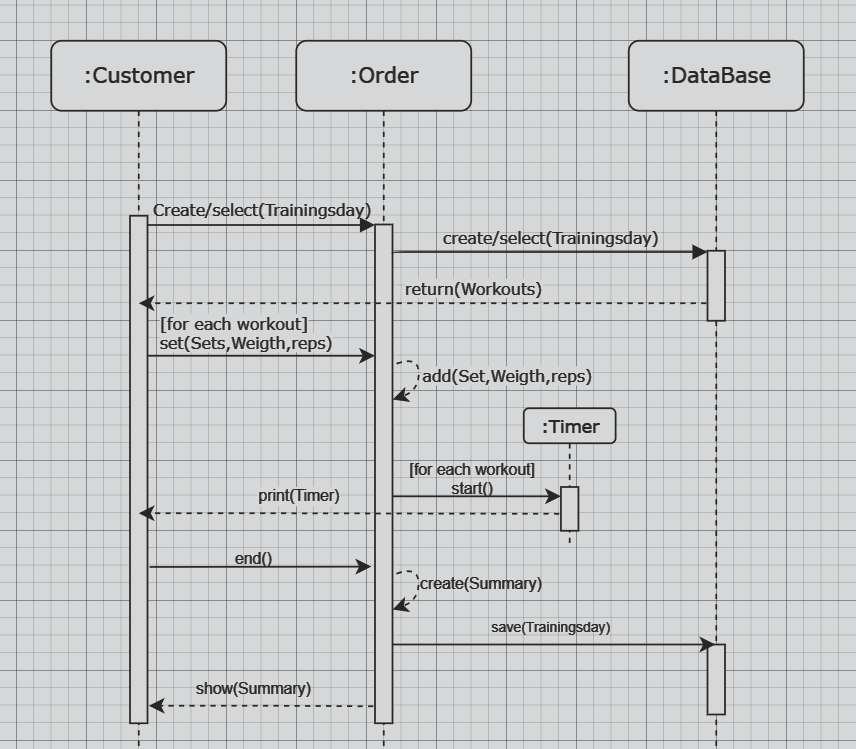 :Customer
:Order
:DataBase
Create/select(Trainingsday)
create/select(Trainingsday)
return(Workouts)
[for each workout]
set(Sets,Weigth,reps)
add(Set,Weigth,reps)
:Timer
[for each workout]
start()
print(Timer)
end()
create(Summary)
save(Trainingsday)
show(Summary)